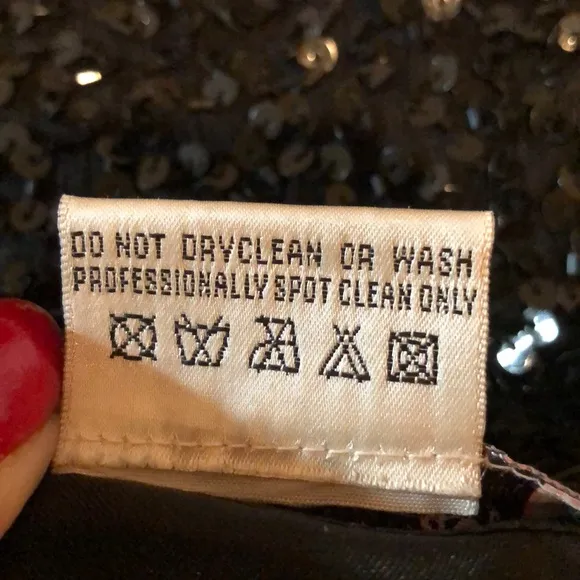 DO NOT DRYCLEAN OR WASH
PROFESSIONALLY SPOT CLEAN ONLY